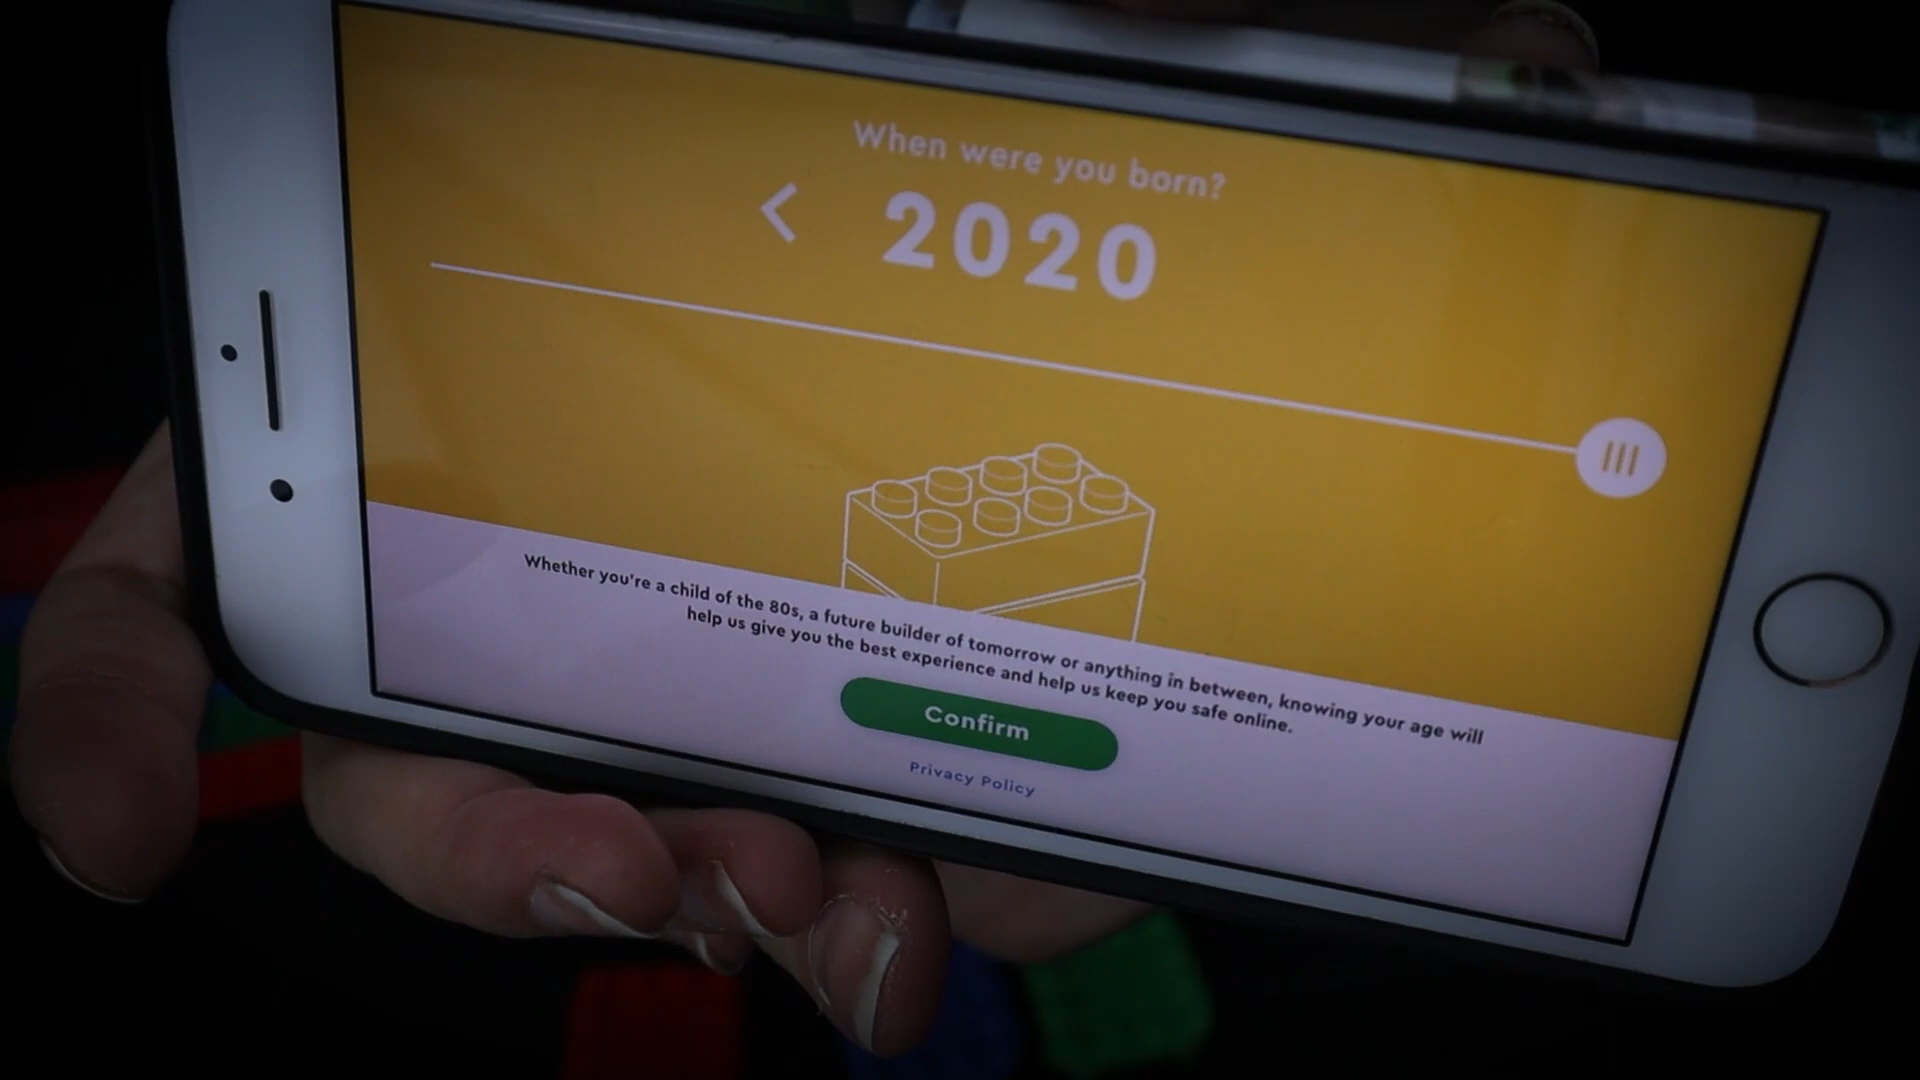 When were you born?
2020
Whether you're a child of the 80s, a future builder of tomorrow or anything in between, knowing your age will
help us give you the best experience and help us keep you safe online.
Confirm
Privacy Policy